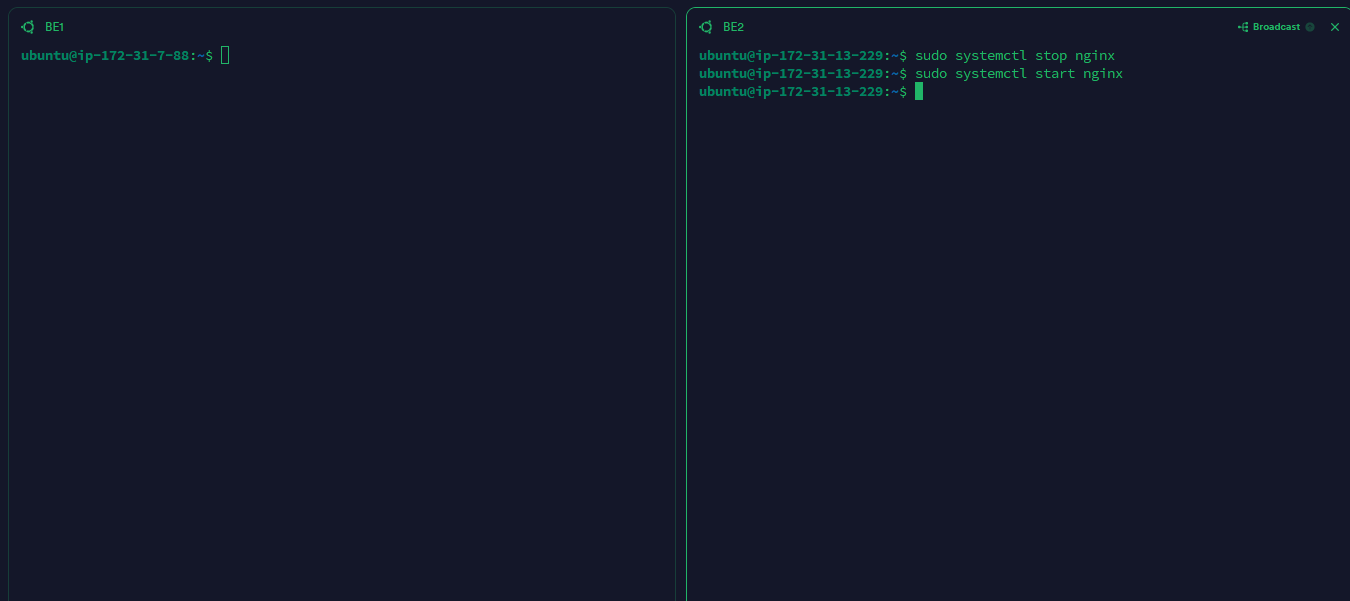 BE1
ubuntu@ip-172-31-7-88:~$
BE2
Broadcast
ubuntu@ip-172-31-13-229:~$ sudo systemctl stop nginx
ubuntu@ip-172-31-13-229:~$ sudo systemctl start nginx
ubuntu@ip-172-31-13-229:~$